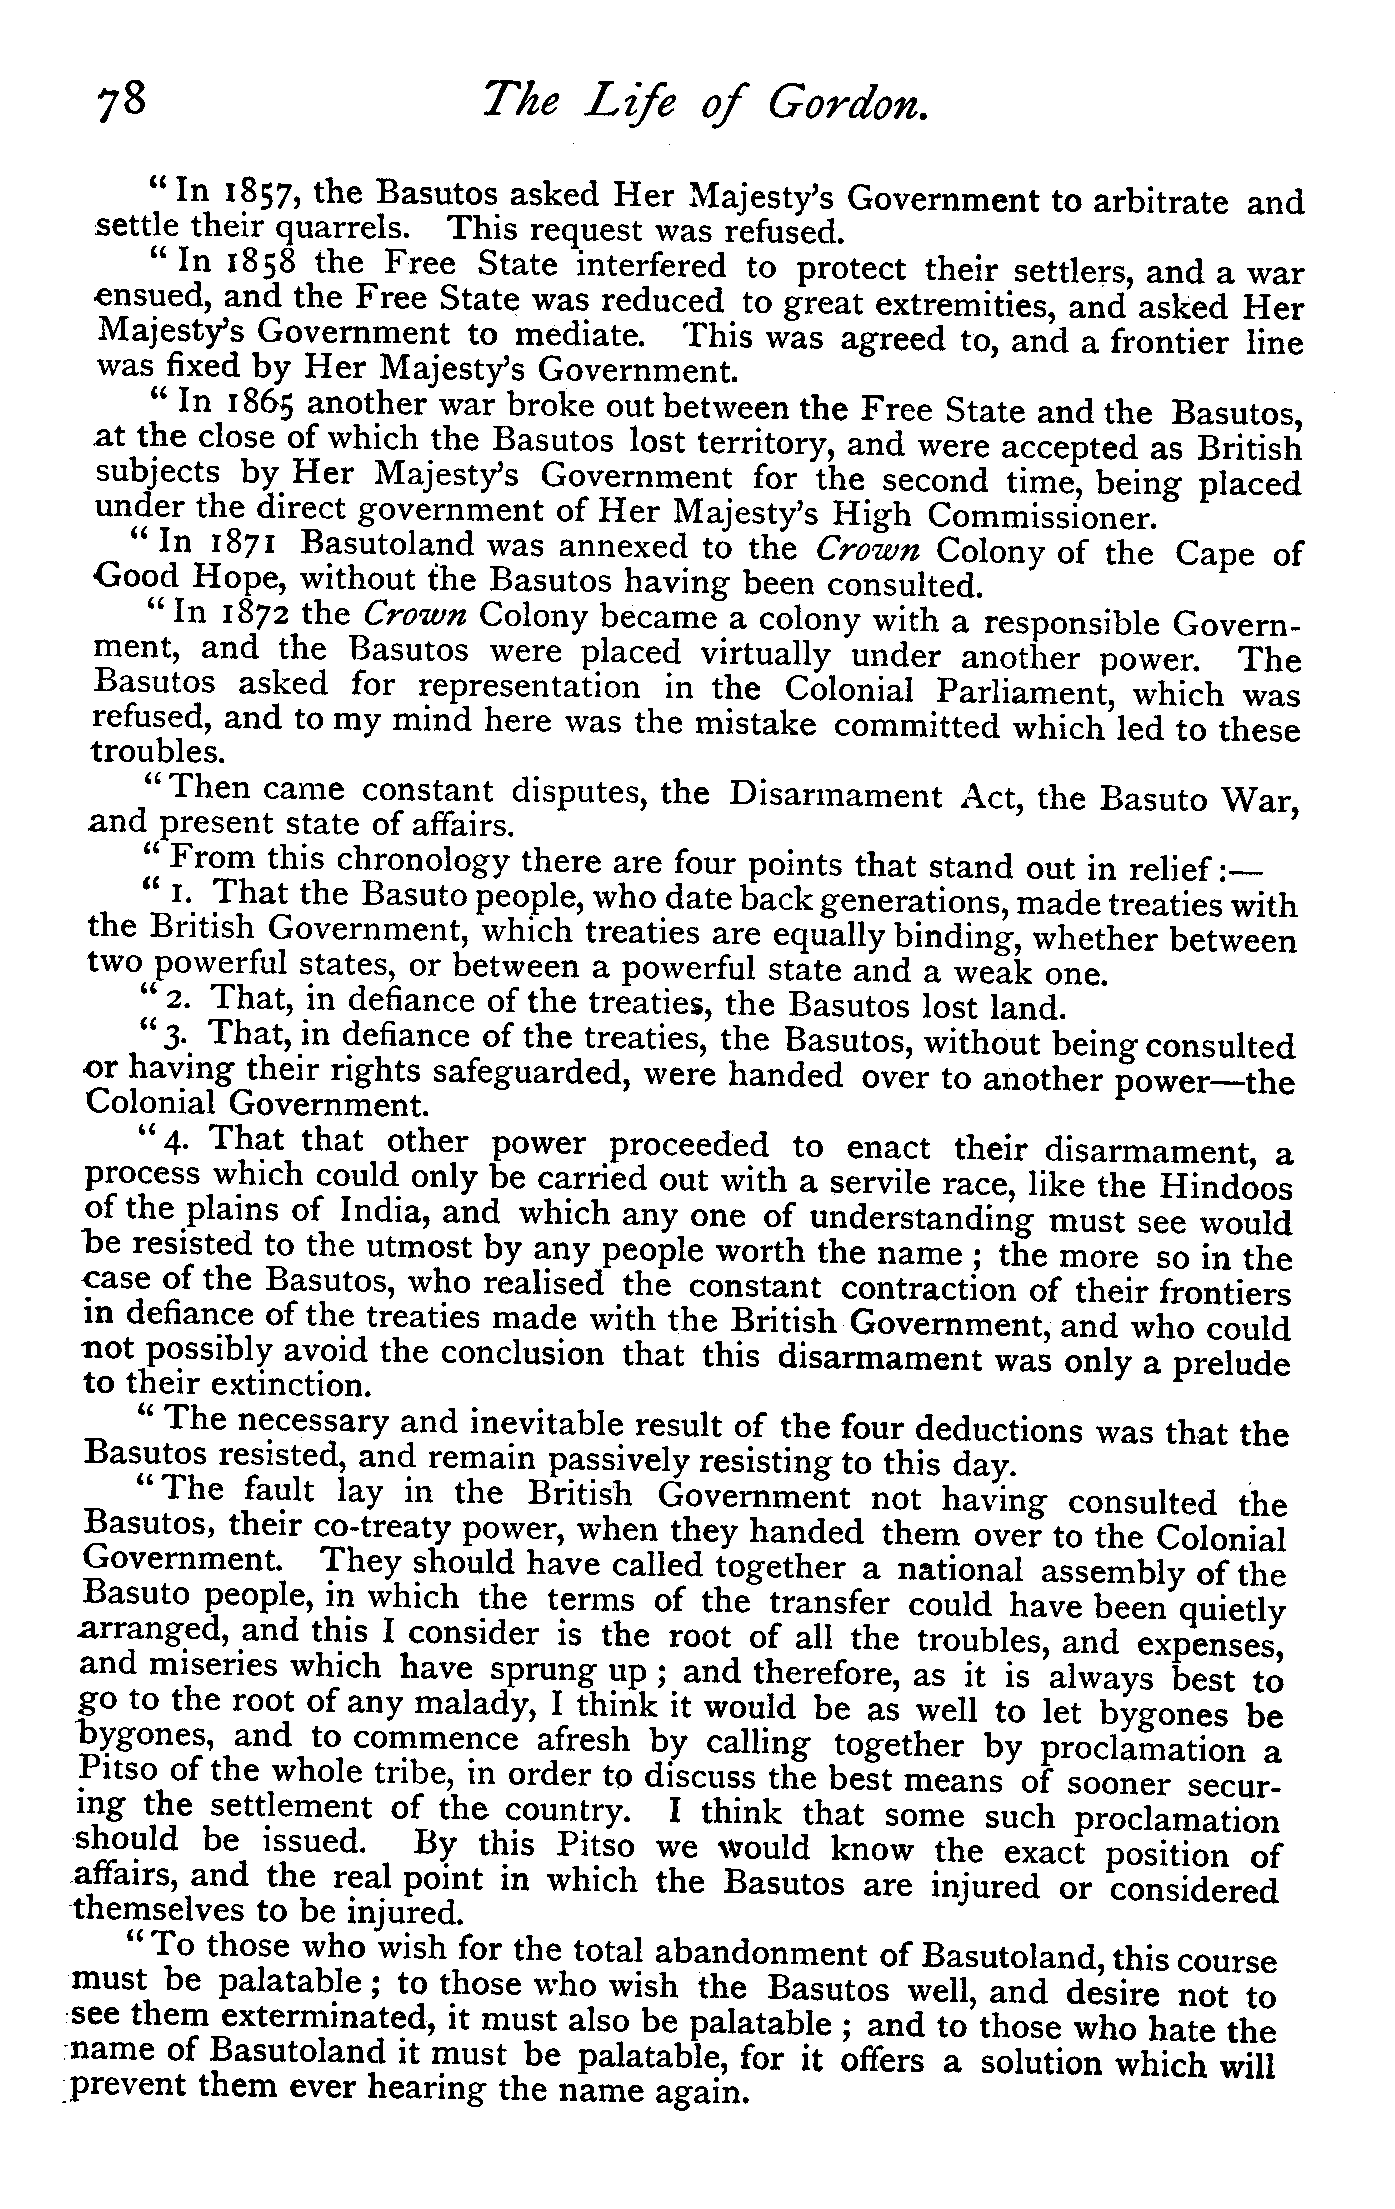 78 The Life of Gordon.
“In 1857, the Basutos asked Her Majesty's Government to arbitrate and
settle their quarrels. This request was refused.
“In 1858 the Free State interfered to protect their settlers, and a war
ensued, and the Free State was reduced to great extremities, and asked Her
Majesty's Government to mediate. This was agreed to, and a frontier line
was fixed by Her Majesty's Government.
“In 1865 another war broke out between the Free State and the Basutos,
at the close of which the Basutos lost territory, and were accepted as British
subjects by Her Majesty's Government for the second time, being placed
under the direct government of Her Majesty's High Commissioner.
“In 1871 Basutoland was annexed to the Crown Colony of the Cape of
Good Hope, without the Basutos having been consulted.
“In 1872 the Crown Colony became a colony with a responsible Govern-
ment, and the Basutos were placed virtually under another power. The
Basutos asked for representation in the Colonial Parliament, which was
refused, and to my mind here was the mistake committed which led to these
troubles.
“Then came constant disputes, the Disarmament Act, the Basuto War,
and present state of affairs.
“From this chronology there are four points that stand out in relief:—
“1. That the Basuto people, who date back generations, made treaties with
the British Government, which treaties are equally binding, whether between
two powerful states, or between a powerful state and a weak one.
“2. That, in defiance of the treaties, the Basutos lost land.
“3. That, in defiance of the treaties, the Basutos, without being consulted
or having their rights safeguarded, were handed over to another power—the
Colonial Government.
“4. That that other power proceeded to enact their disarmament, a
process which could only be carried out with a servile race, like the Hindoos
of the plains of India, and which any one of understanding must see would
be resisted to the utmost by any people worth the name; the more so in the
case of the Basutos, who realised the constant contraction of their frontiers
in defiance of the treaties made with the British Government, and who could
not possibly avoid the conclusion that this disarmament was only a prelude
to their extinction.
“The necessary and inevitable result of the four deductions was that the
Basutos resisted, and remain passively resisting to this day.
“The fault lay in the British Government not having consulted the
Basutos, their co-treaty power, when they handed them over to the Colonial
Government. They should have called together a national assembly of the
Basuto people, in which the terms of the transfer could have been quietly
arranged, and this I consider is the root of all the troubles, and expenses,
and miseries which have sprung up; and therefore, as it is always best to
go to the root of any malady, I think it would be as well to let bygones be
bygones, and to commence afresh by calling together by proclamation a
Pitso of the whole tribe, in order to discuss the best means of sooner secur-
ing the settlement of the country. I think that some such proclamation
should be issued. By this Pitso we would know the exact position of
affairs, and the real point in which the Basutos are injured or considered
themselves to be injured.
“To those who wish for the total abandonment of Basutoland, this course
must be palatable; to those who wish the Basutos well, and desire not to
see them exterminated, it must also be palatable; and to those who hate the
name of Basutoland it must be palatable, for it offers a solution which will
prevent them ever hearing the name again.